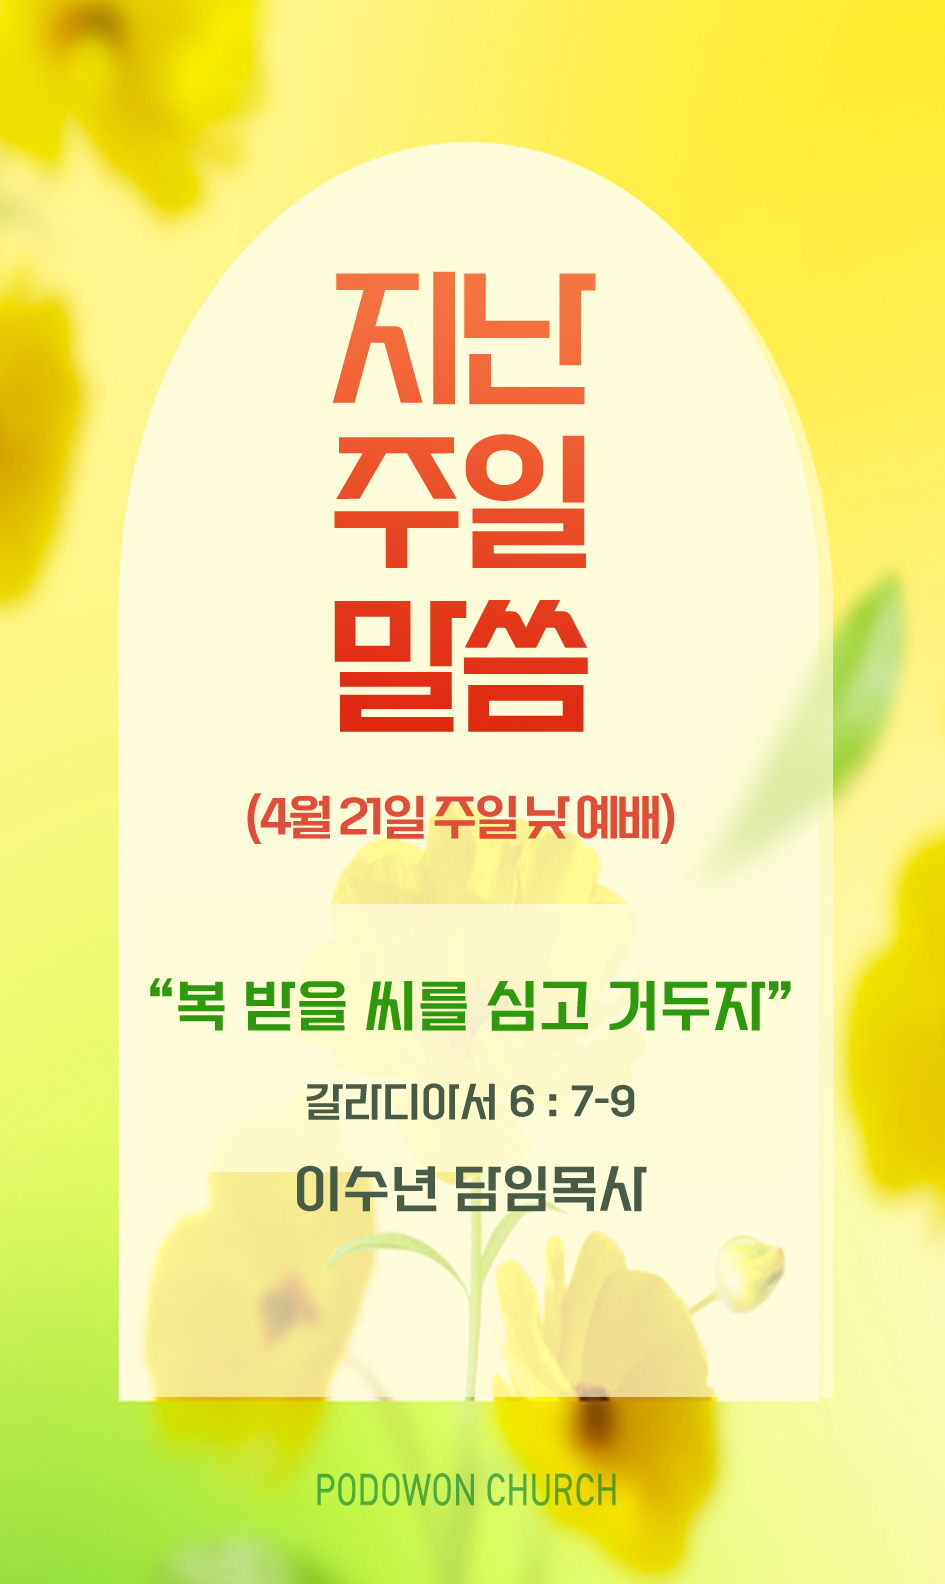 지난
주일
말씀
(4월 21일 주일 낮 예배)
“복 받을 씨를 심고 거두자”
갈라디아서 6 : 7-9
이수년 담임목사
PODOWON CHURCH